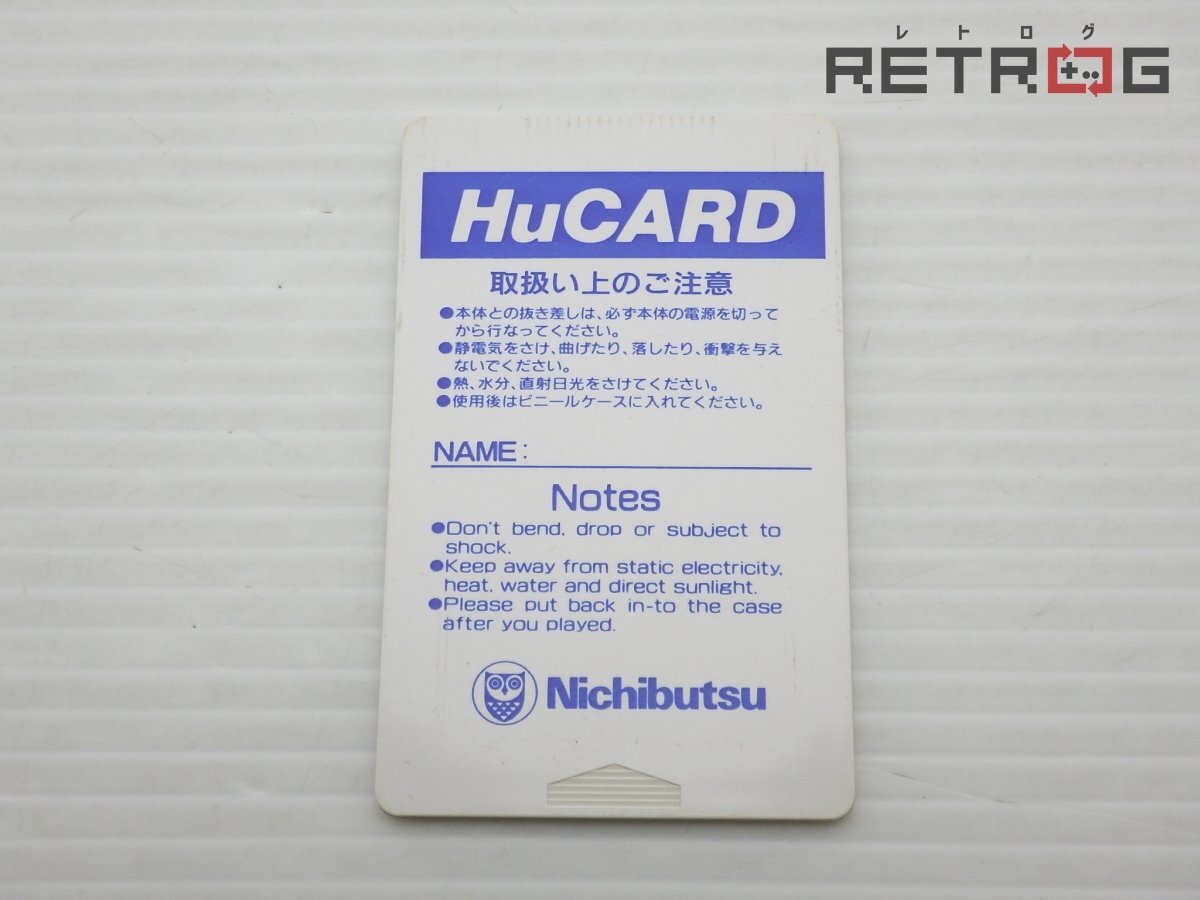 レトログ
RETROG
HuCARD
取扱い上のご注意
●本体との抜き差しは、必ず本体の電源を切って
から行なってください。
●静電気をさけ、曲げたり、落したり、衝撃を与え
ないでください。
●熱、水分、直射日光をさけてください。
●使用後はビニールケースに入れてください。
NAME:
Notes
●Don't bend, drop or subject to
shock.
●Keep away from static electricity,
heat, water and direct sunlight.
●Please put back in-to the case
after you played.
Nichibutsu